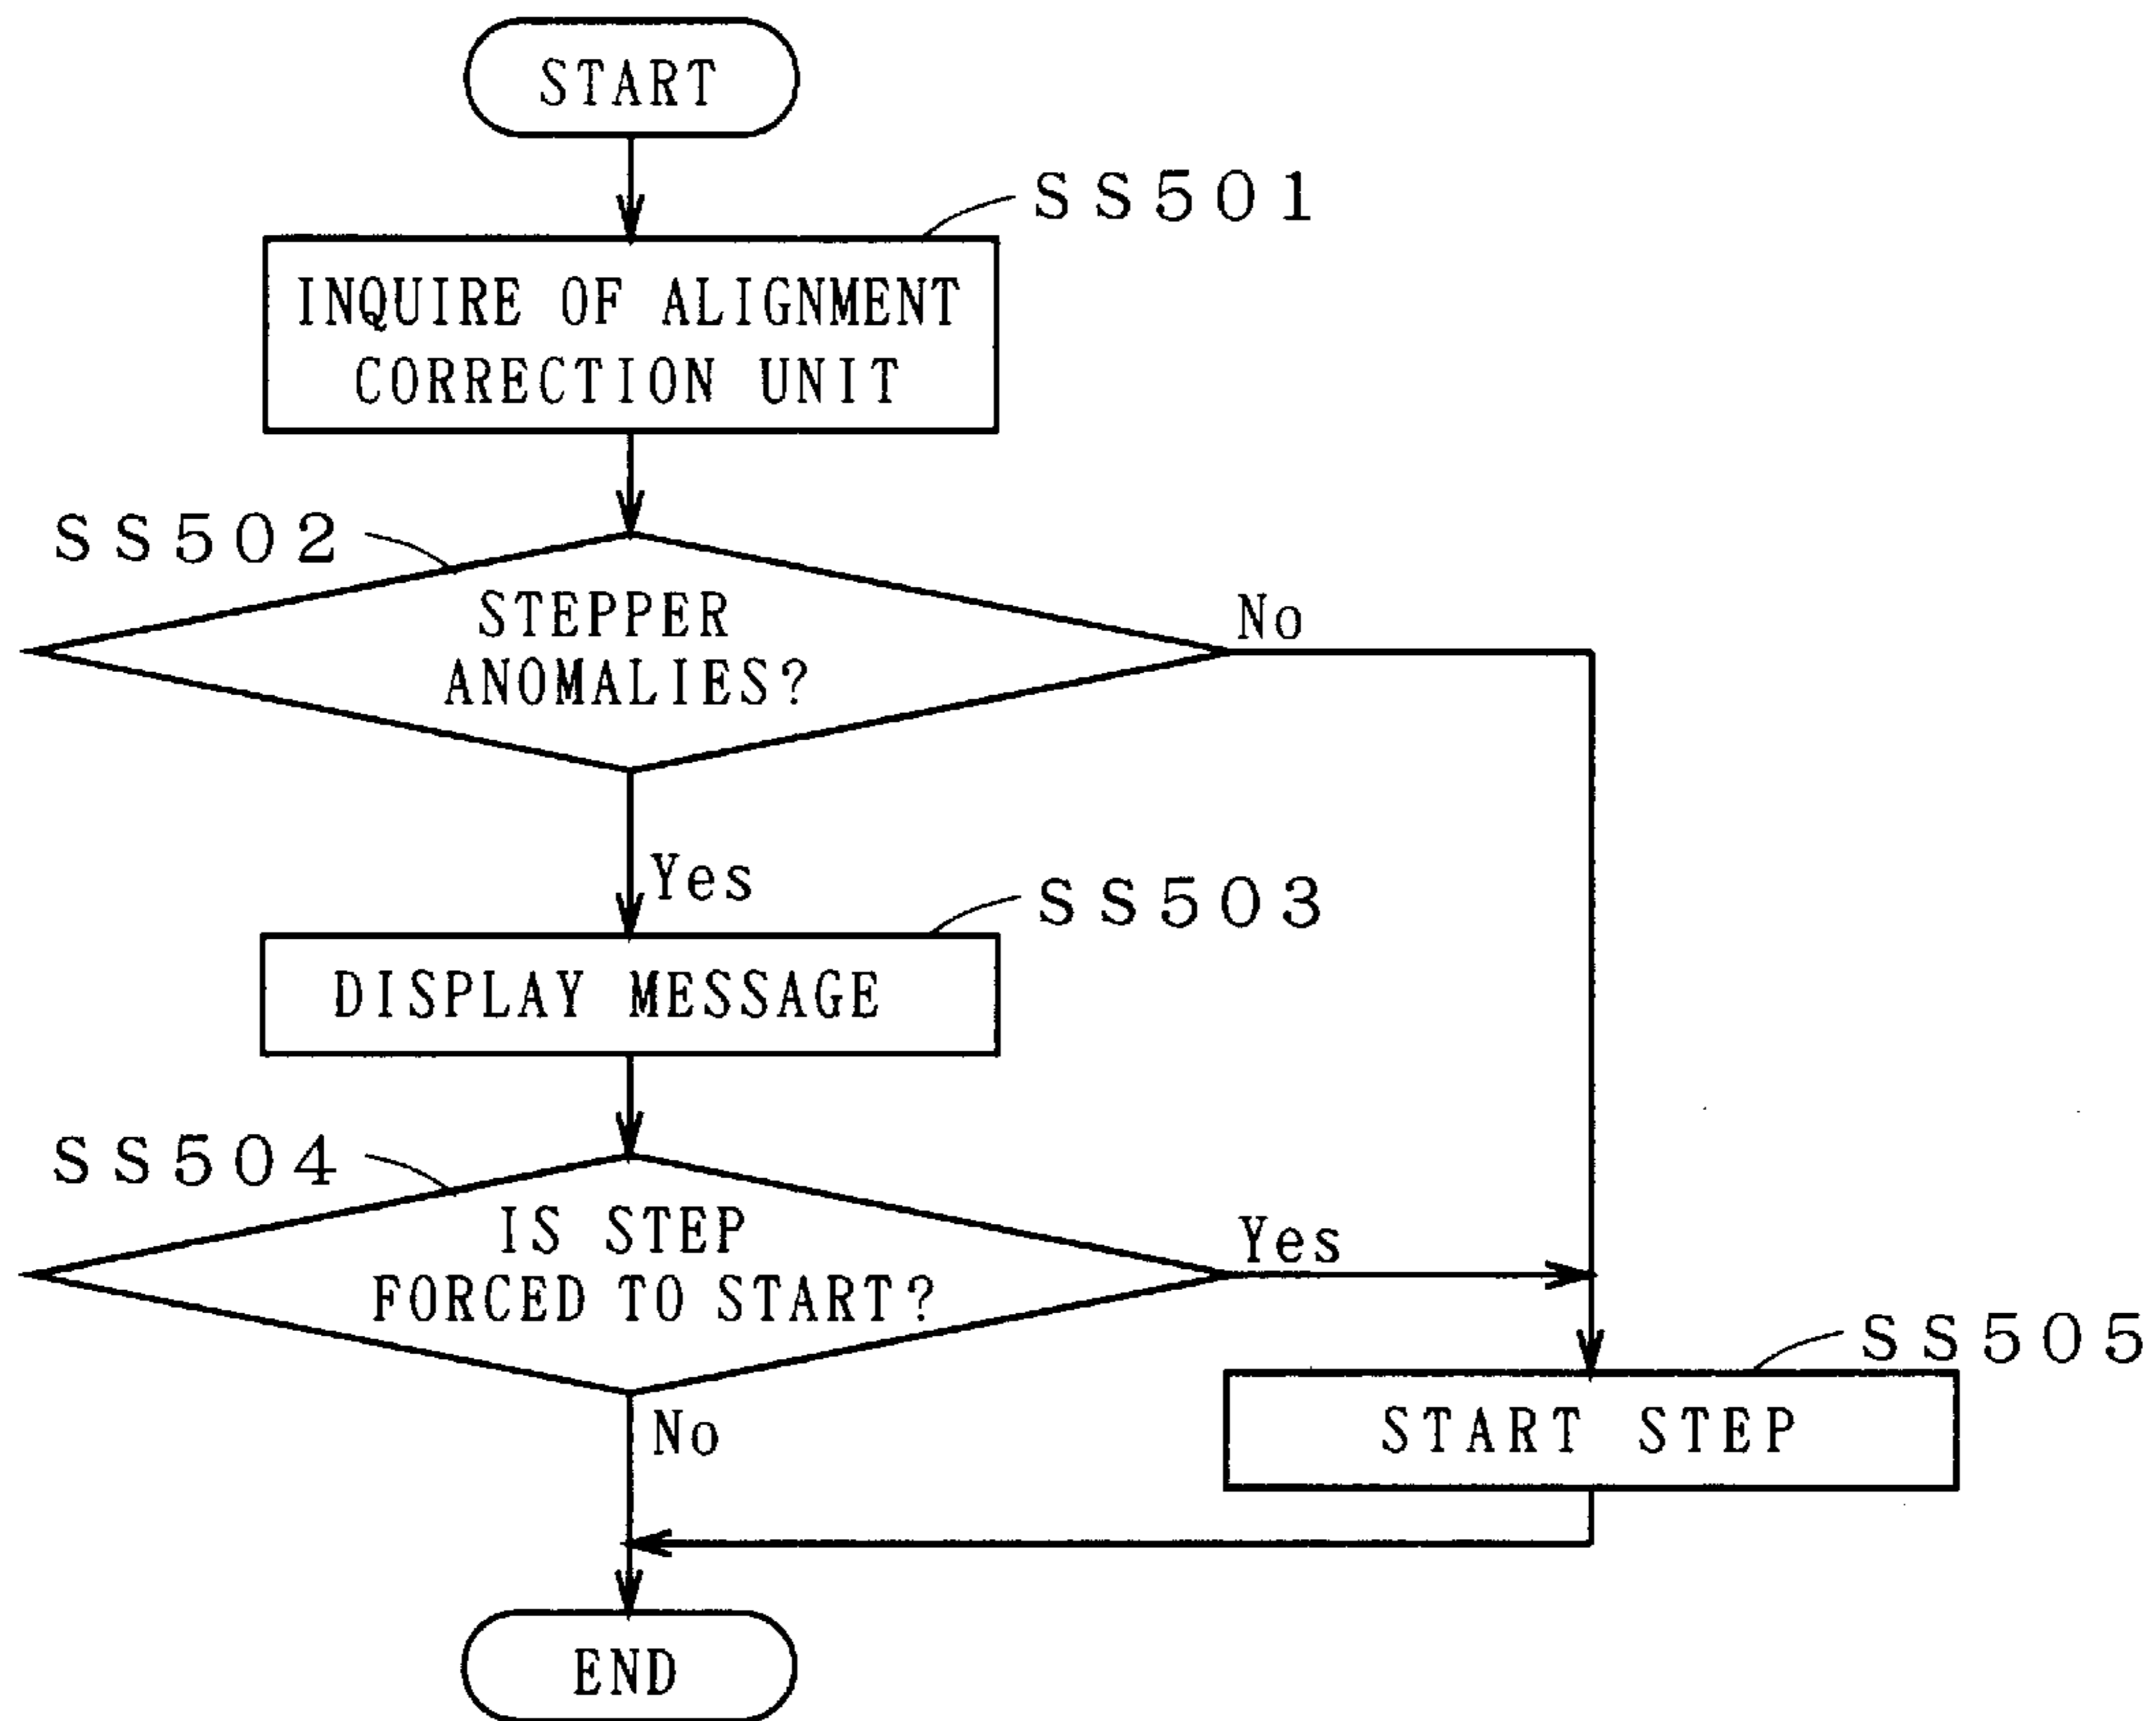 START
SS501
INQUIRE OF ALIGNMENT
CORRECTION UNIT
SS502
STEPPER
ANOMALIES?
No
Yes
SS503
DISPLAY MESSAGE
SS504
IS STEP
FORCED TO START?
Yes
No
SS505
START STEP
END